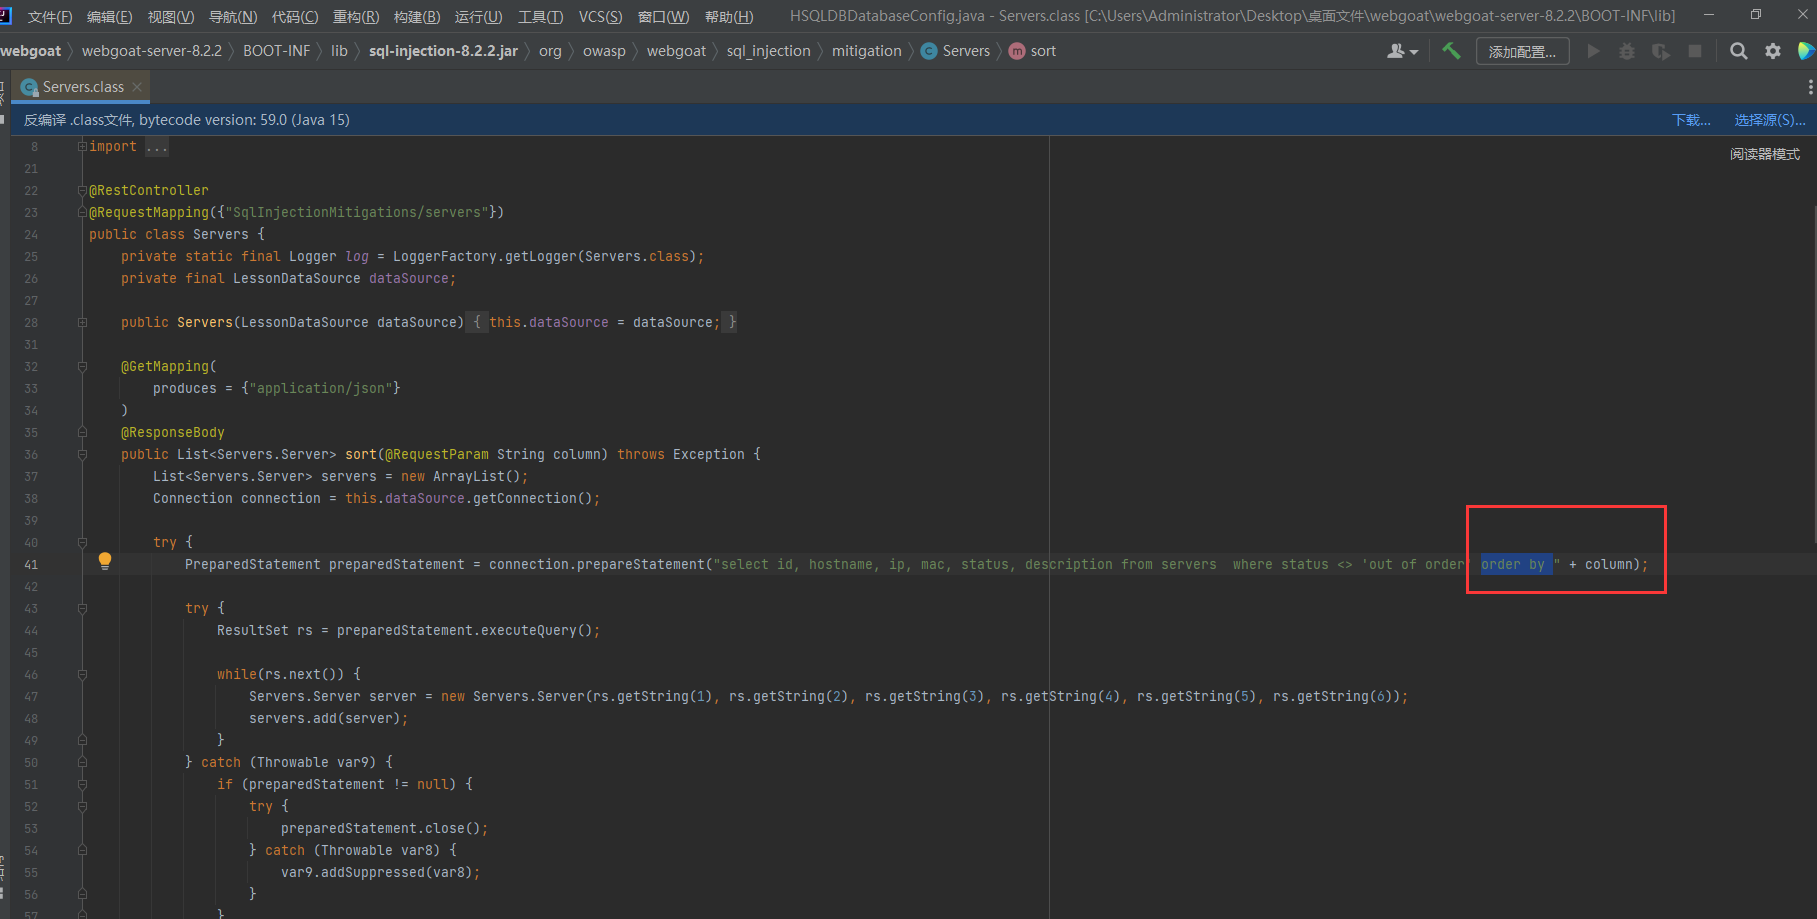 文件(F) 编辑(E) 视图(V) 导航(N) 代码(C) 重构(R) 构建(B) 运行(U) 工具(T) VCS(S) 窗口(W) 帮助(H) HSQLDBDatabaseConfig.java - Servers.class [C:\Users\Administrator\Desktop\桌面文件\webgoat\webgoat-server-8.2.2\BOOT-INF\lib]
webgoat webgoat-server-8.2.2 BOOT-INF lib sql-injection-8.2.2.jar org owasp webgoat sql_injection mitigation Servers sort 添加配置...
Servers.class
反编译 .class文件, bytecode version: 59.0 (Java 15) 下载... 选择源(S)...
阅读器模式
8 import ...
21
22 @RestController
23 @RequestMapping({"SqlInjectionMitigations/servers"})
24 public class Servers {
25 private static final Logger log = LoggerFactory.getLogger(Servers.class);
26 private final LessonDataSource dataSource;
27
28 public Servers(LessonDataSource dataSource) { this.dataSource = dataSource; }
31
32 @GetMapping(
33 produces = {"application/json"}
34 )
35 @ResponseBody
36 public List<Servers.Server> sort(@RequestParam String column) throws Exception {
37 List<Servers.Server> servers = new ArrayList();
38 Connection connection = this.dataSource.getConnection();
39
40 try {
41 PreparedStatement preparedStatement = connection.prepareStatement("select id, hostname, ip, mac, status, description from servers  where status <> 'out of order' order by " + column);
42
43 try {
44 ResultSet rs = preparedStatement.executeQuery();
45
46 while(rs.next()) {
47 Servers.Server server = new Servers.Server(rs.getString(1), rs.getString(2), rs.getString(3), rs.getString(4), rs.getString(5), rs.getString(6));
48 servers.add(server);
49 }
50 } catch (Throwable var9) {
51 if (preparedStatement != null) {
52 try {
53 preparedStatement.close();
54 } catch (Throwable var8) {
55 var9.addSuppressed(var8);
56 }
57 }